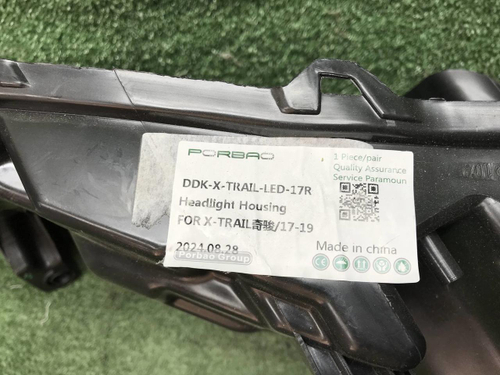 PORBAO
1 Piece/pair
Quality Assurance
Service Paramoun
DDK-X-TRAIL-LED-17R
Headlight Housing
FOR X-TRAIL奇骏/17-19
2024.08.28
Made in china
Porbao Group